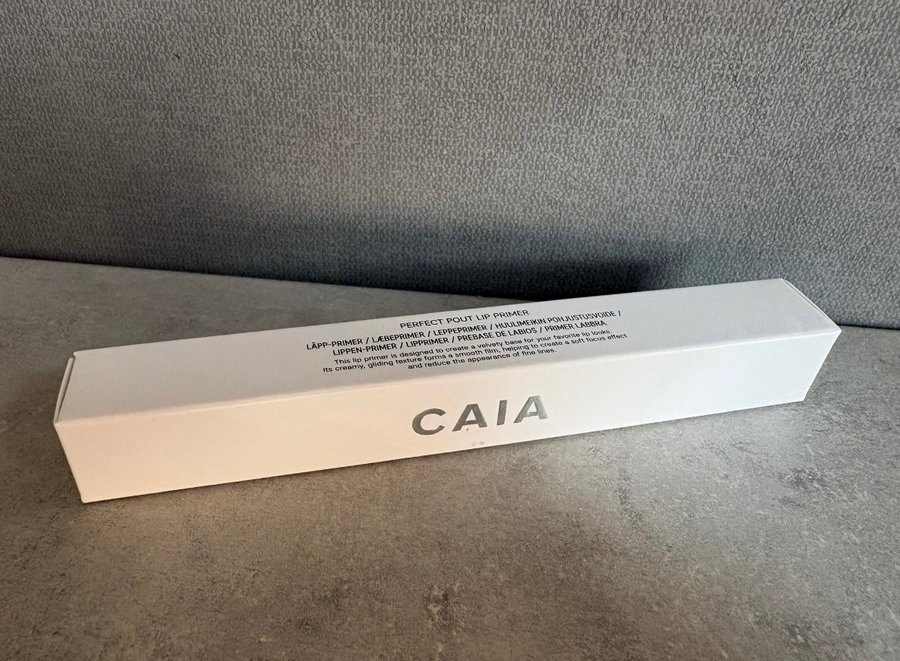 PERFECT POUT LIP PRIMER
LÄPP-PRIMER / LÆBEPRIMER / LEPPEPRIMER / HUULIMEIKIN POHJUSTUSVOIDE /
LIPPEN-PRIMER / LIPPRIMER / PREBASE DE LABIOS / PRIMER LABBRA
This lip primer is designed to create a velvety base for your favorite lip looks
Its creamy, gliding texture forms a smooth film, helping to create a soft focus effect
and reduce the appearance of fine lines.
CAIA